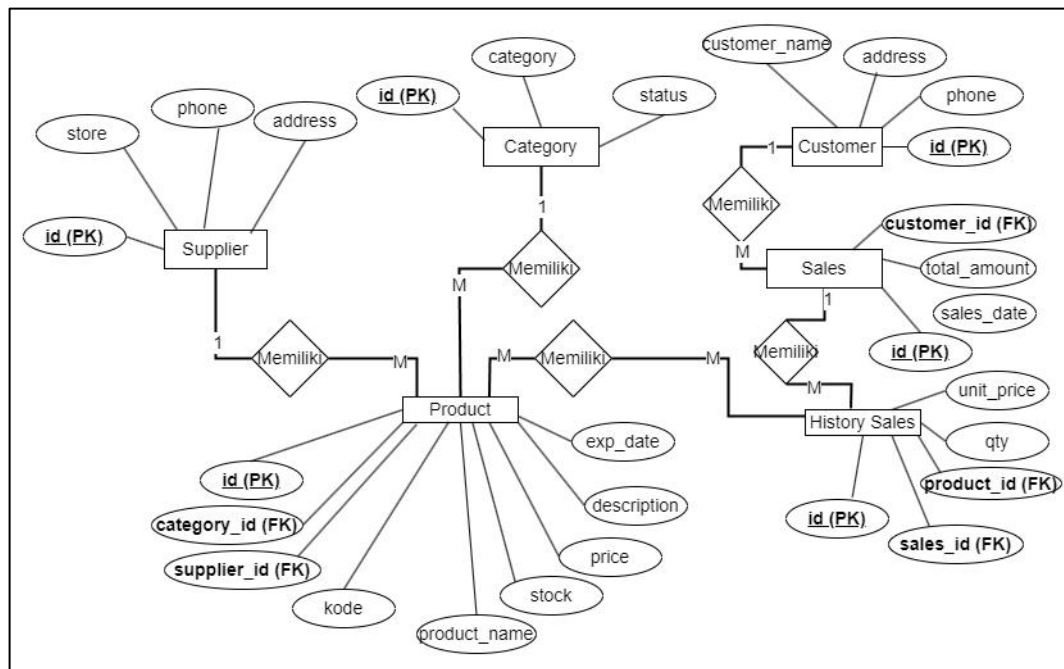 customer_name
category
address
id (PK)
status
phone
phone
store
address
Category
Customer
id (PK)
1
Memiliki
1
id (PK)
Supplier
customer_id (FK)
M
Sales
total_amount
Memiliki
M
1
sales_date
1
Memiliki
M
M
Memiliki
M
Memiliki
id (PK)
M
unit_price
Product
History Sales
exp_date
qty
id (PK)
product_id (FK)
description
id (PK)
category_id (FK)
sales_id (FK)
price
supplier_id (FK)
stock
kode
product_name